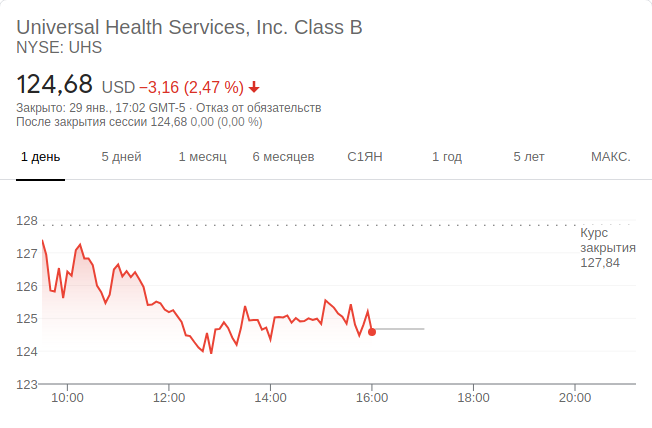 Universal Health Services, Inc. Class B
NYSE: UHS
124,68 USD −3,16 (2,47 %)
Закрыто: 29 янв., 17:02 GMT-5 · Отказ от обязательств
После закрытия сессии 124,68 0,00 (0,00 %)
1 день 5 дней 1 месяц 6 месяцев С1ЯН 1 год 5 лет МАКС.
128
Курс
закрытия
127,84
127
126
125
124
123
10:00 12:00 14:00 16:00 18:00 20:00